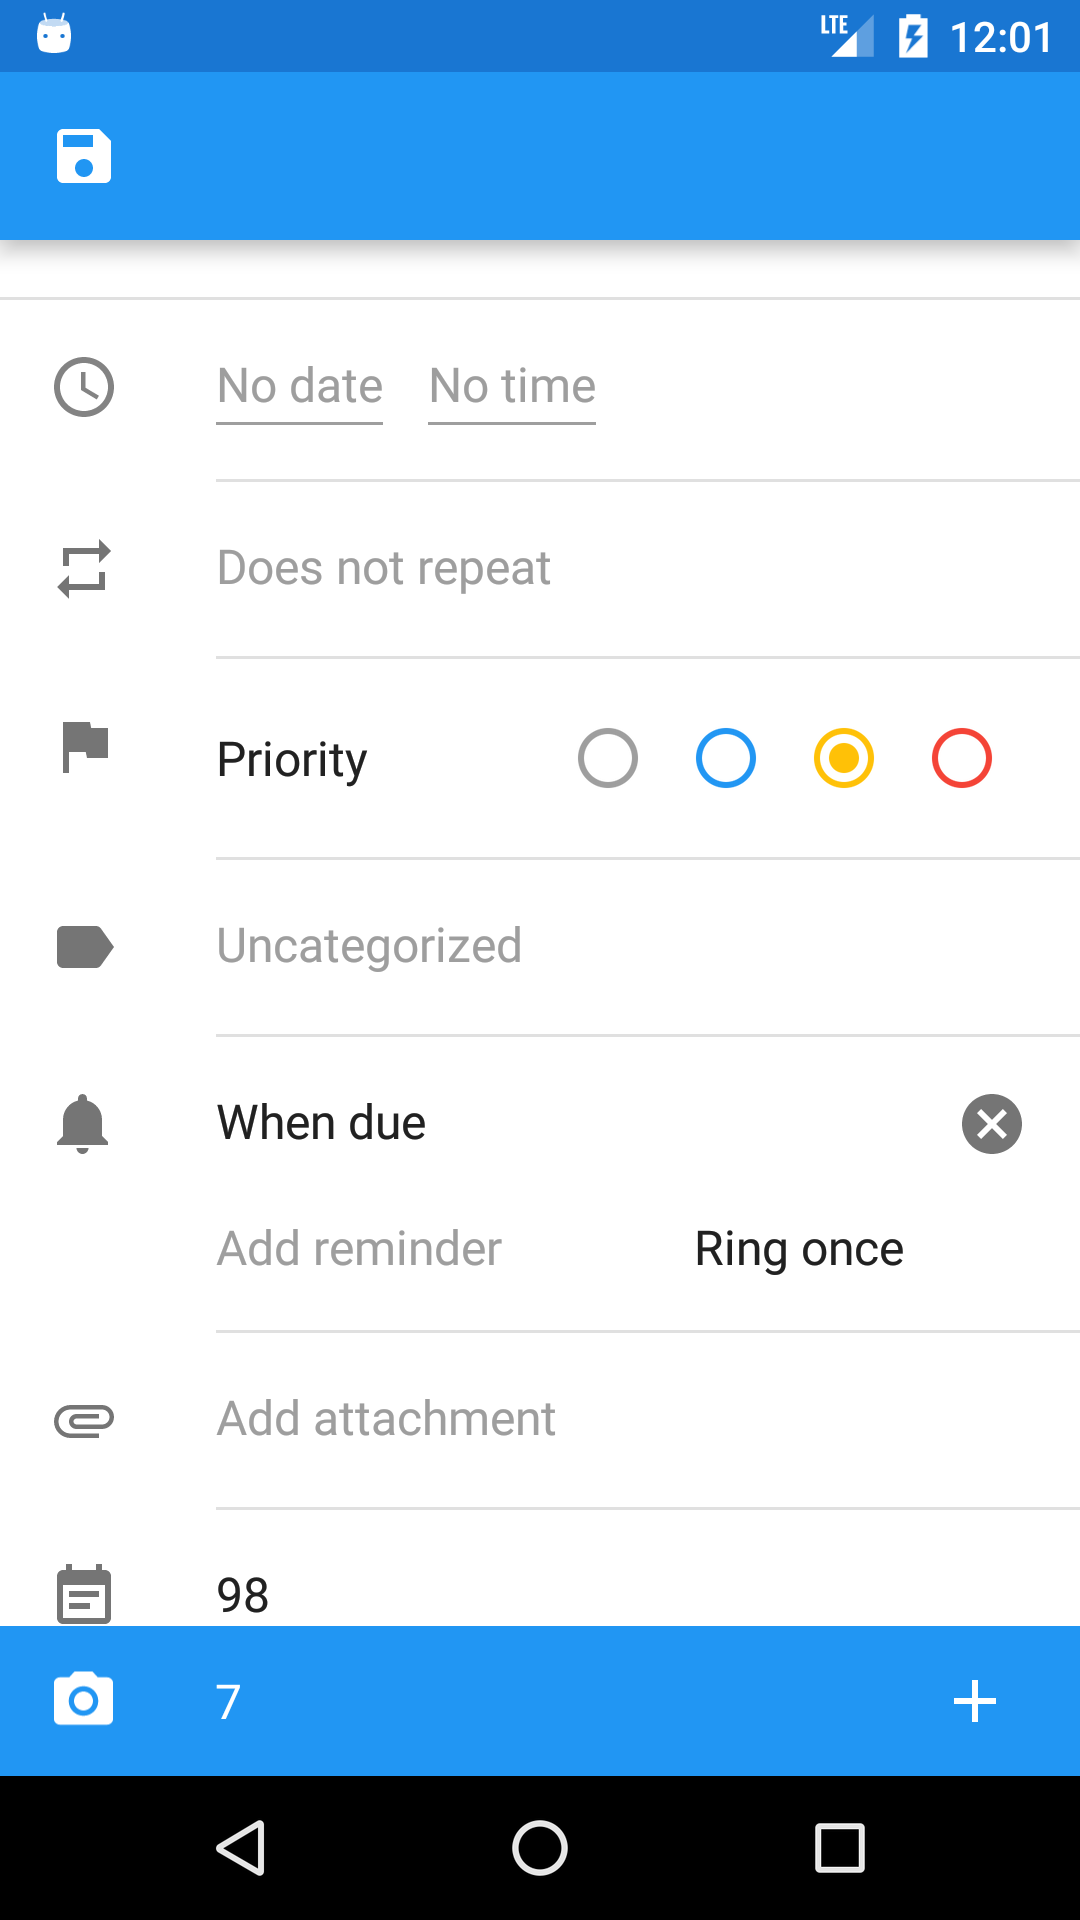 LTE 12:01
No date No time
Does not repeat
Priority
Uncategorized
When due
Add reminder Ring once
Add attachment
98
7